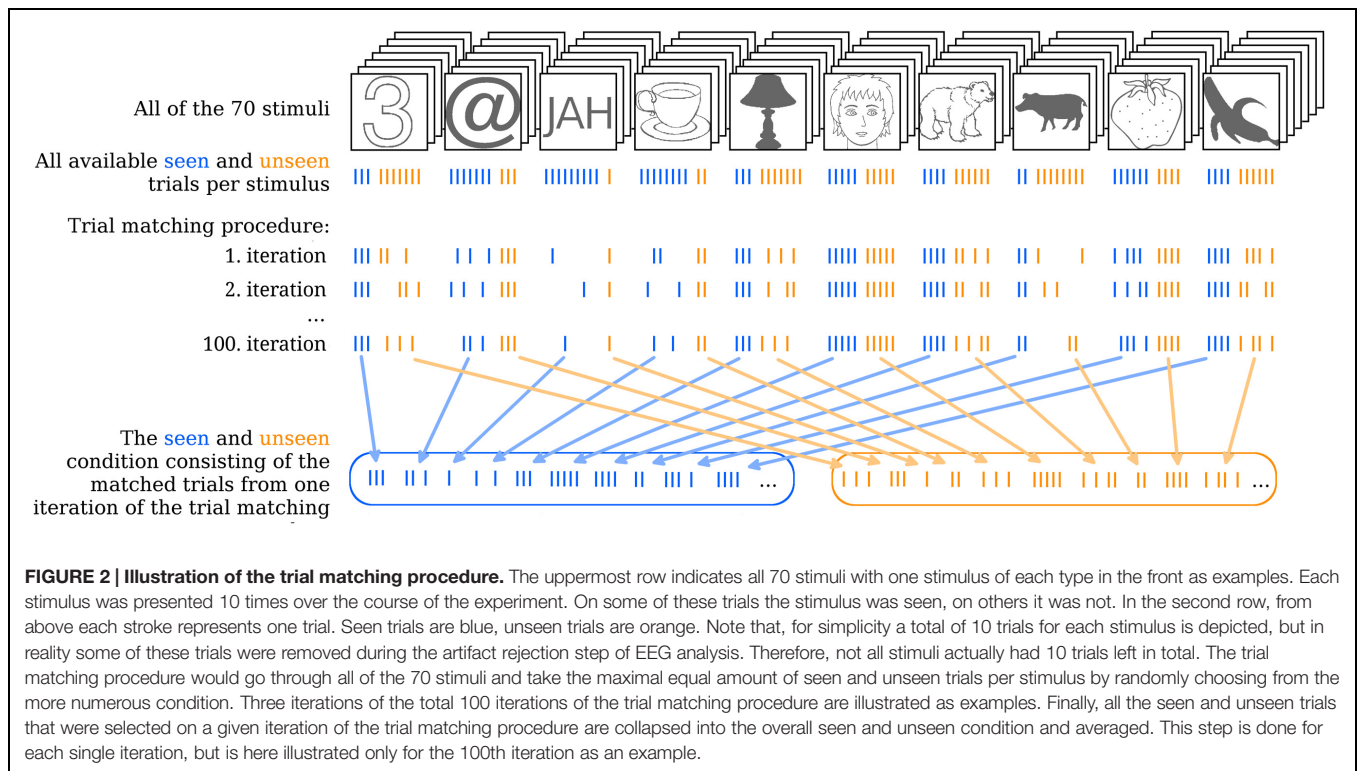 3
@
JAH
All of the 70 stimuli
All available seen and unseen
trials per stimulus
Trial matching procedure:
1. iteration
2. iteration
...
100. iteration
The seen and unseen
condition consisting of the
matched trials from one
iteration of the trial matching
...
...
FIGURE 2 | Illustration of the trial matching procedure. The uppermost row indicates all 70 stimuli with one stimulus of each type in the front as examples. Each
stimulus was presented 10 times over the course of the experiment. On some of these trials the stimulus was seen, on others it was not. In the second row, from
above each stroke represents one trial. Seen trials are blue, unseen trials are orange. Note that, for simplicity a total of 10 trials for each stimulus is depicted, but in
reality some of these trials were removed during the artifact rejection step of EEG analysis. Therefore, not all stimuli actually had 10 trials left in total. The trial
matching procedure would go through all of the 70 stimuli and take the maximal equal amount of seen and unseen trials per stimulus by randomly choosing from the
more numerous condition. Three iterations of the total 100 iterations of the trial matching procedure are illustrated as examples. Finally, all the seen and unseen trials
that were selected on a given iteration of the trial matching procedure are collapsed into the overall seen and unseen condition and averaged. This step is done for
each single iteration, but is here illustrated only for the 100th iteration as an example.